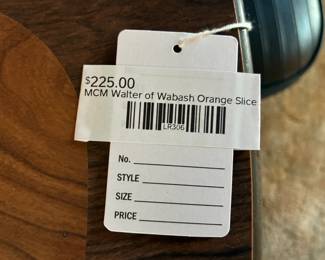 $225.00
MCM Walter of Wabash Orange Slice
LR306
No.
STYLE
SIZE
PRICE